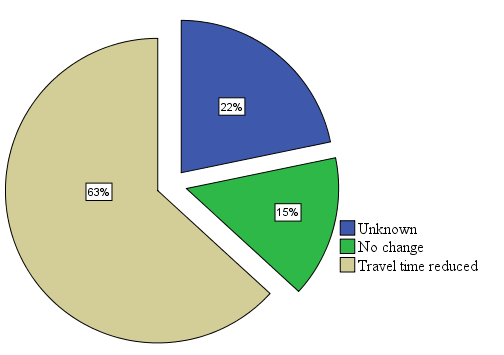 22%
63%
15%
Unknown
No change
Travel time reduced